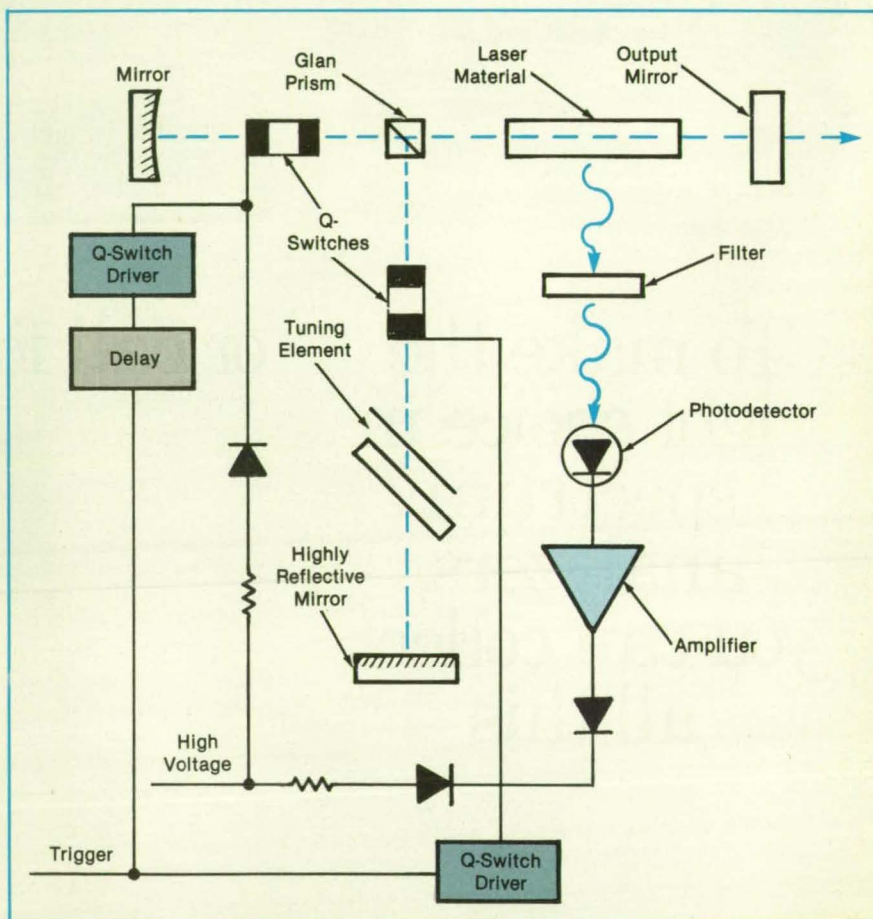 Mirror
Glan
Prism
Laser
Material
Output
Mirror
Q-Switch
Driver
Q-
Switches
Filter
Delay
Tuning
Element
Photodetector
Highly
Reflective
Mirror
Amplifier
High
Voltage
Trigger
Q-Switch
Driver